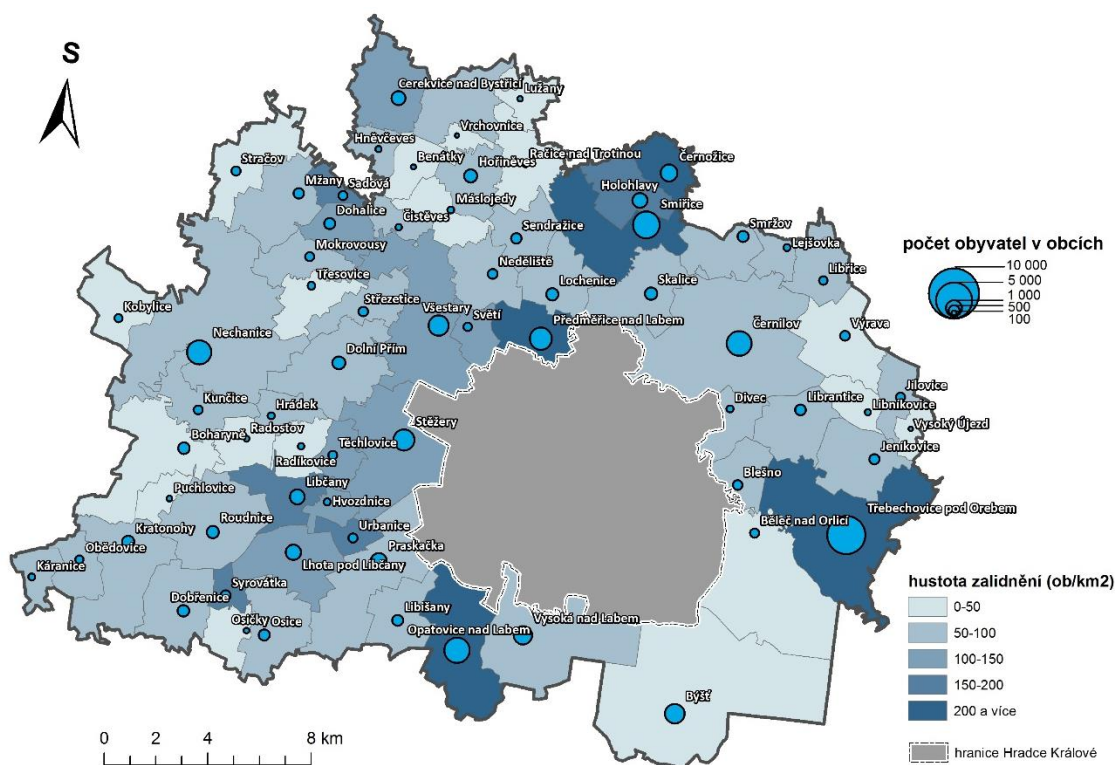 S
Cerekvice nad Bystřicí
Lužany
Vrchovnice
Hněvčeves
Račice nad Trotinou
Benátky
Hořiněves
Černožice
Stračov
Mžany
Sadová
Holohlavy
Máslojedy
Smiřice
Dohalice
Čistěves
Sendražice
Smržov
Lejšovka
Mokrovousy
Neděliště
Třesovice
Lochenice
Skalice
Libřice
Kobylice
Střezetice
Všestary
Světí
Předměřice nad Labem
Černilov
Výrava
Nechanice
Dolní Přím
Kunčice
Hrádek
Divec
Librantice
Jílovice
Libníkovice
Radostov
Stěžery
Vysoký Újezd
Boharyně
Radíkovice
Těchlovice
Jeníkovice
Blešno
Puchlovice
Libčany
Hvozdnice
Třebechovice pod Orebem
Běleč nad Orlicí
Kratonohy
Roudnice
Urbanice
Obědovice
Praskačka
Káranice
Lhota pod Libčany
Syrovátka
Dobřenice
Osičky
Osice
Libišany
Vysoká nad Labem
Opatovice nad Labem
Býšť
počet obyvatel v obcích
10 000
5 000
1 000
500
100
hustota zalidnění (ob/km2)
0-50
50-100
100-150
150-200
200 a více
hranice Hradce Králové
0 2 4 8 km